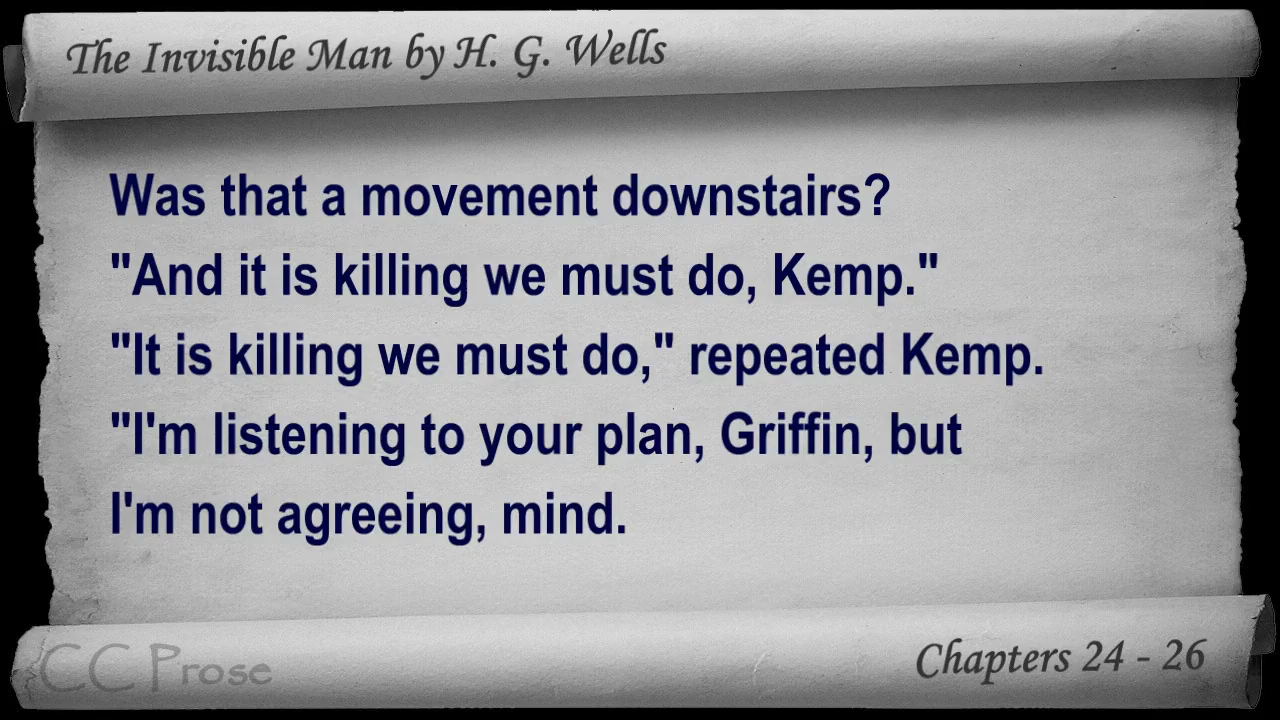 The Invisible Man by H. G. Wells
Was that a movement downstairs?
"And it is killing we must do, Kemp."
"It is killing we must do," repeated Kemp.
"I'm listening to your plan, Griffin, but
I'm not agreeing, mind.
CC Prose
Chapters 24 - 26